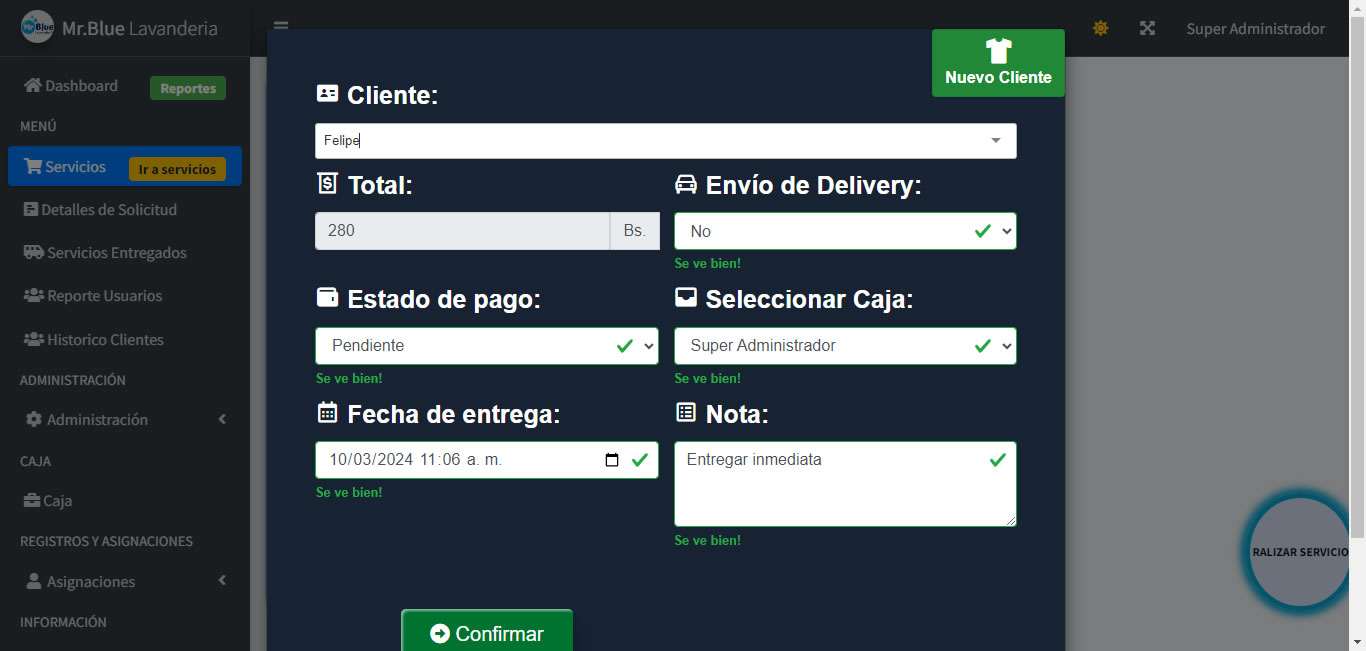 Mr.Blue Lavanderia
Super Administrador
Dashboard
Reportes
MENÚ
Servicios
Ir a servicios
Detalles de Solicitud
Servicios Entregados
Reporte Usuarios
Historico Clientes
ADMINISTRACIÓN
Administración
CAJA
Caja
REGISTROS Y ASIGNACIONES
Asignaciones
INFORMACIÓN
Nuevo Cliente
Cliente:
Felipe
Total:
280 Bs.
Envío de Delivery:
No
Se ve bien!
Estado de pago:
Pendiente
Se ve bien!
Seleccionar Caja:
Super Administrador
Se ve bien!
Fecha de entrega:
10/03/2024 11:06 a. m.
Se ve bien!
Nota:
Entregar inmediata
Se ve bien!
Confirmar
RALIZAR SERVICIO